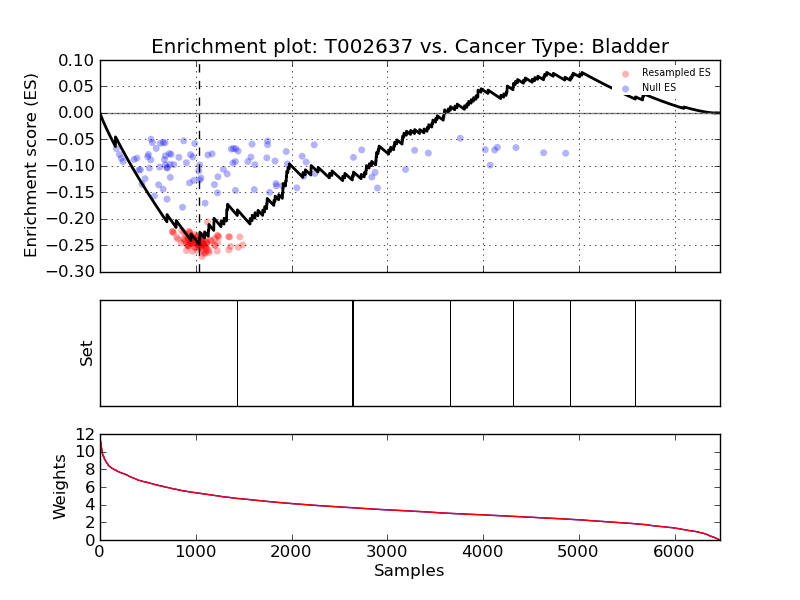 Enrichment plot: T002637 vs. Cancer Type: Bladder
Enrichment score (ES)
0.10
0.05
0.00
−0.05
−0.10
−0.15
−0.20
−0.25
−0.30
Resampled ES
Null ES
Set
Weights
12
10
8
6
4
2
0
0 1000 2000 3000 4000 5000 6000
Samples